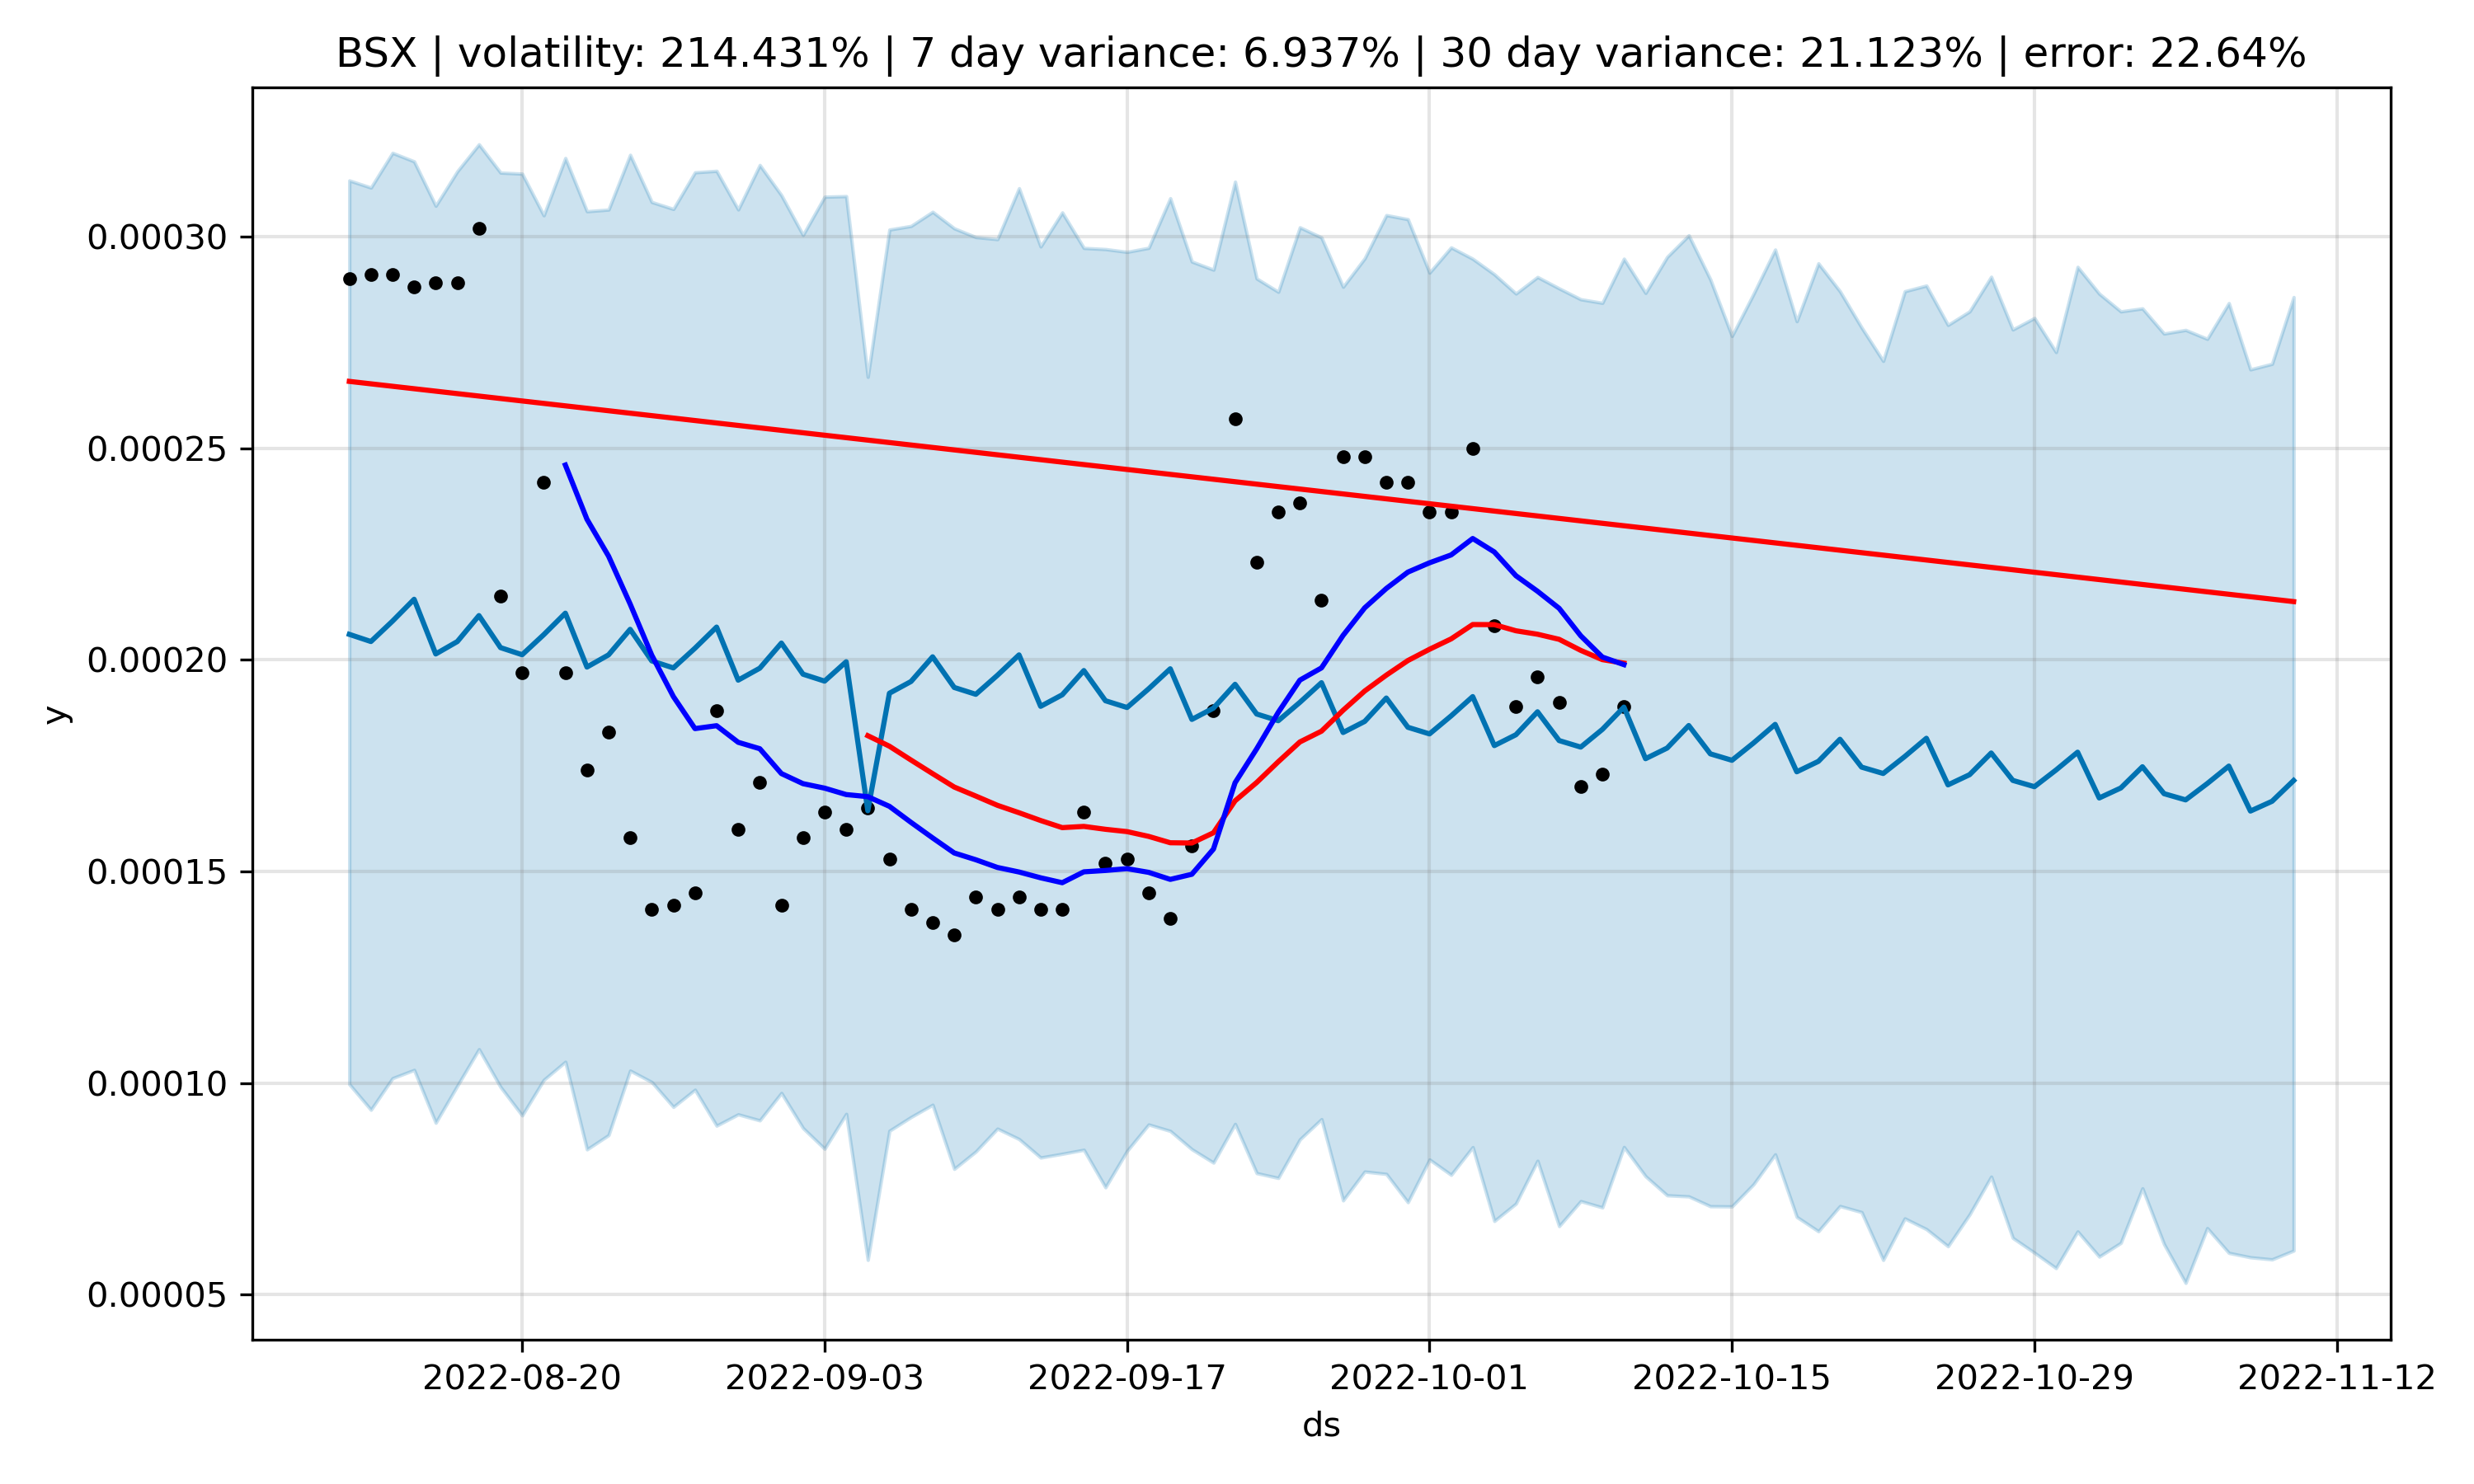 BSX | volatility: 214.431% | 7 day variance: 6.937% | 30 day variance: 21.123% | error: 22.64%
0.00030
0.00025
0.00020
y
0.00015
0.00010
0.00005
2022-08-20 2022-09-03 2022-09-17 2022-10-01 2022-10-15 2022-10-29 2022-11-12
ds